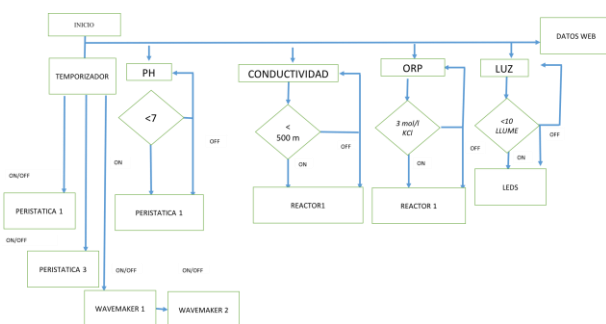 INICIO
DATOS WEB
TEMPORIZADOR
PH
CONDUCTIVIDAD
ORP
LUZ
<7
<
500 m
3 mol/l
KCl
<10
LLUME
OFF
OFF
OFF
OFF
ON
ON
ON
ON
ON/OFF
PERISTATICA 1
PERISTATICA 1
REACTOR1
REACTOR 1
LEDS
ON/OFF
PERISTATICA 3
ON/OFF
ON/OFF
WAVEMAKER 1
WAVEMAKER 2